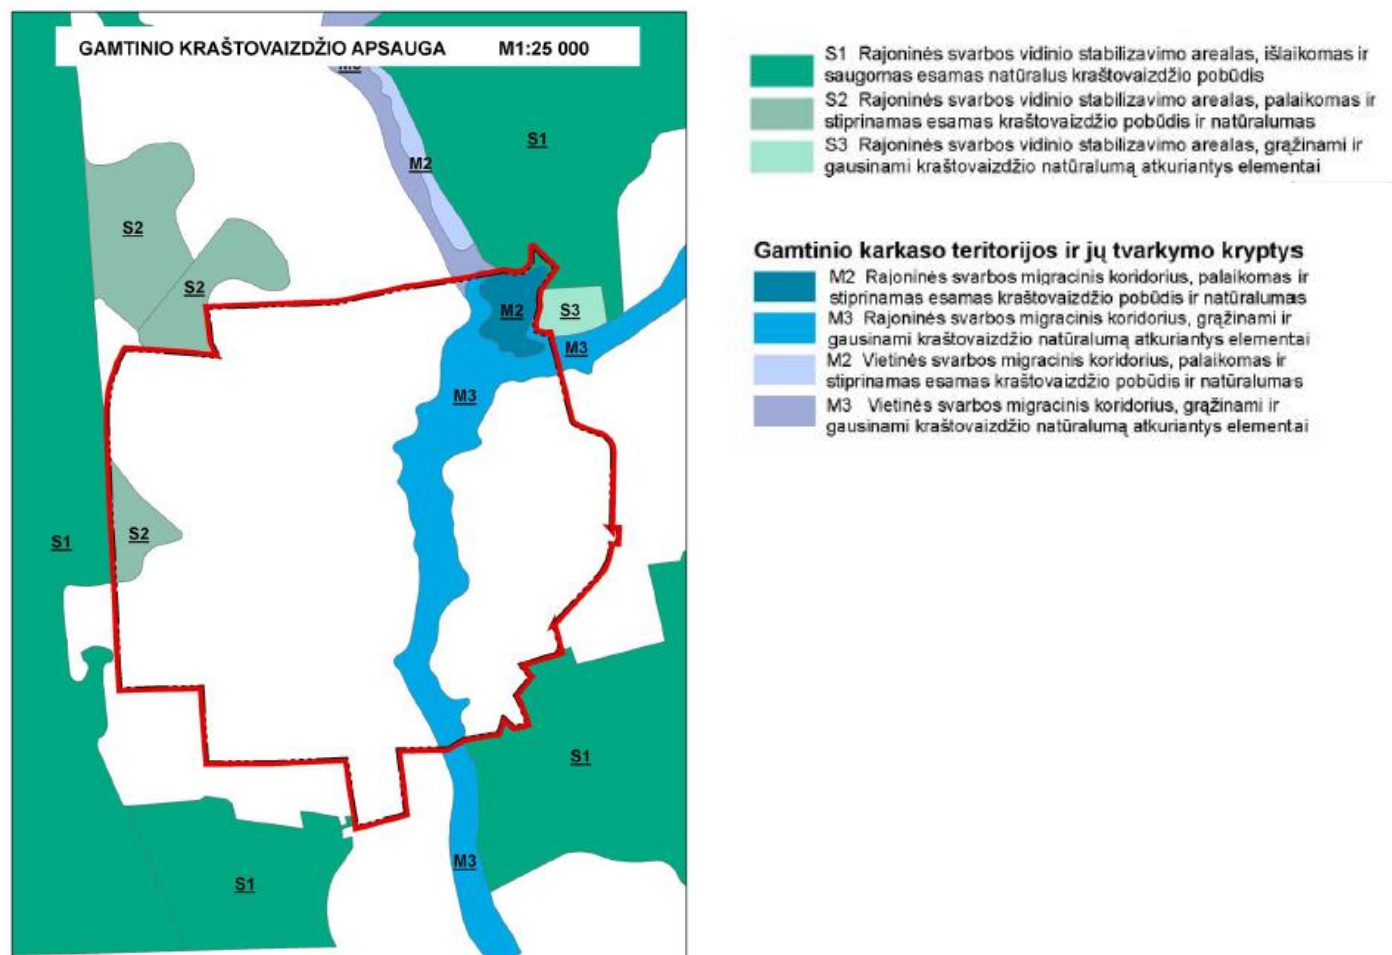 GAMTINIO KRAŠTOVAIZDŽIO APSAUGA M1:25 000
M3
S1
M2
S2
S2
M2
S3
M3
M3
S2
S1
S1
M3
S1
S1 Rajoninės svarbos vidinio stabilizavimo arealas, išlaikomas ir
saugomas esamas natūralus kraštovaizdžio pobūdis
S2 Rajoninės svarbos vidinio stabilizavimo arealas, palaikomas ir
stiprinamas esamas kraštovaizdžio pobūdis ir natūralumas
S3 Rajoninės svarbos vidinio stabilizavimo arealas, grąžinami ir
gausinami kraštovaizdžio natūralumą atkuriantys elementai
Gamtinio karkaso teritorijos ir jų tvarkymo kryptys
M2 Rajoninės svarbos migracinis koridorius, palaikomas ir
stiprinamas esamas kraštovaizdžio pobūdis ir natūralumas
M3 Rajoninės svarbos migracinis koridorius, grąžinami ir
gausinami kraštovaizdžio natūralumą atkuriantys elementai
M2 Vietinės svarbos migracinis koridorius, palaikomas ir
stiprinamas esamas kraštovaizdžio pobūdis ir natūralumas
M3 Vietinės svarbos migracinis koridorius, grąžinami ir
gausinami kraštovaizdžio natūralumą atkuriantys elementai